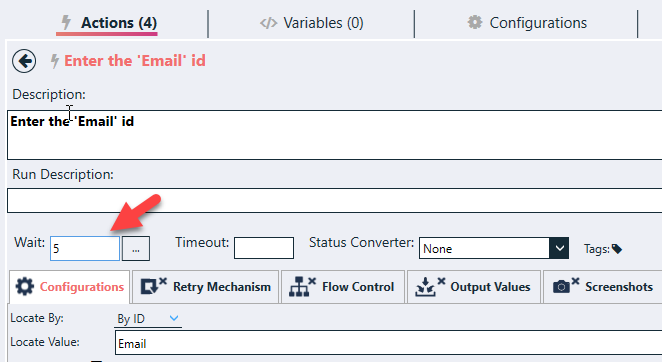 Actions (4)
Variables (0)
Configurations
Enter the 'Email' id
Description:
Enter the 'Email' id
Run Description:
Wait: 5 ... Timeout: Status Converter: None Tags:
Configurations Retry Mechanism Flow Control Output Values Screenshots
Locate By: By ID
Locate Value: Email